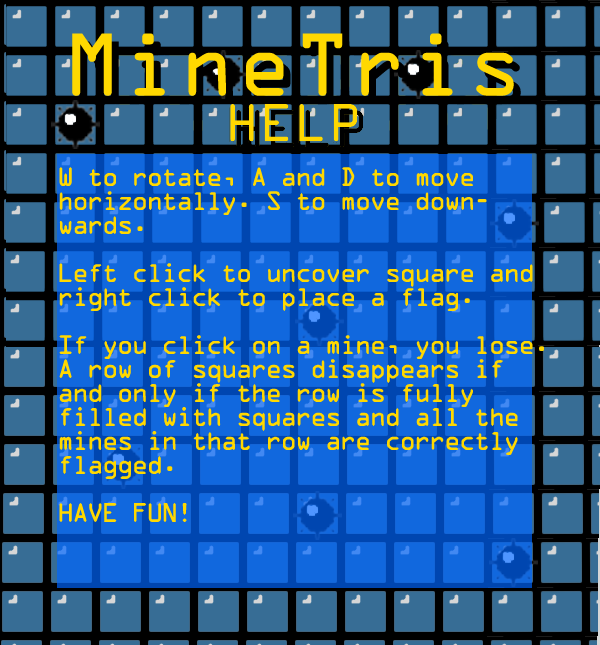 MineTris
HELP
W to rotate, A and D to move
horizontally. S to move down-
wards.
Left click to uncover square and
right click to place a flag.
If you click on a mine, you lose.
A row of squares disappears if
and only if the row is fully
filled with squares and all the
mines in that row are correctly
flagged.
HAVE FUN!